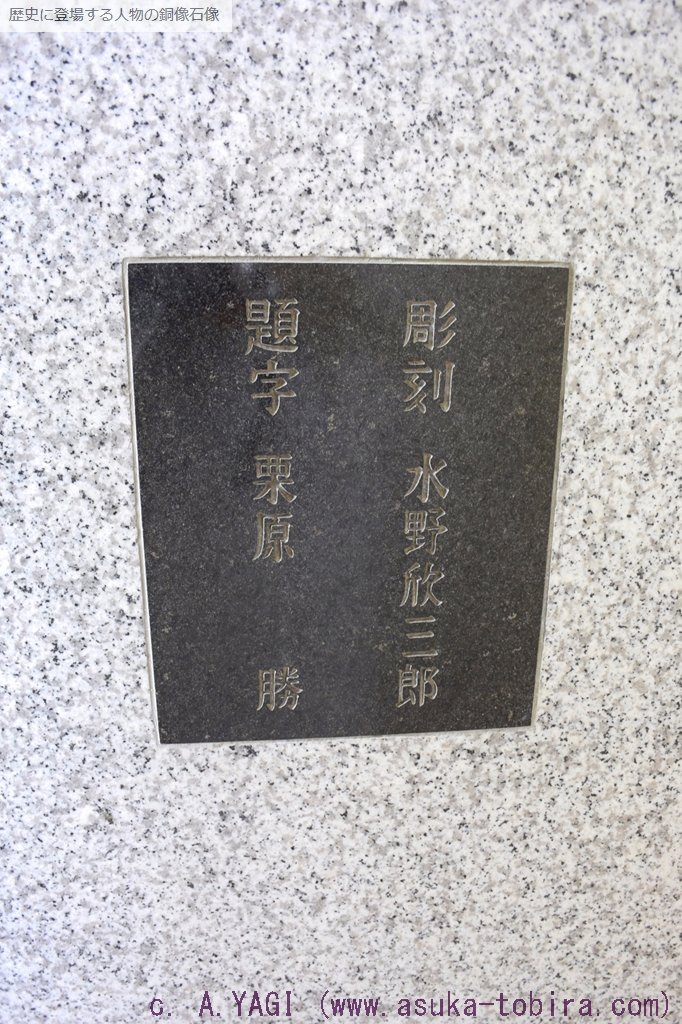 歴史に登場する人物の銅像石像
彫刻 水野欣三郎
題字 栗原 勝
c. A.YAGI (www.asuka-tobira.com)